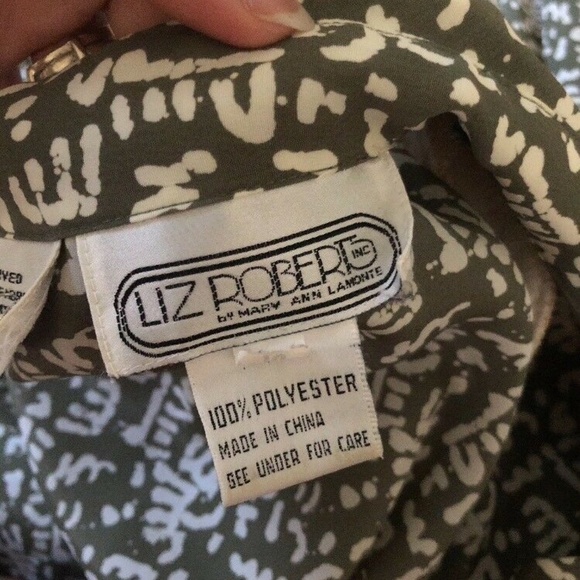 LIZ ROBERTS INC
by MARY ANN LAMONTE
100% POLYESTER
MADE IN CHINA
SEE UNDER FOR CARE